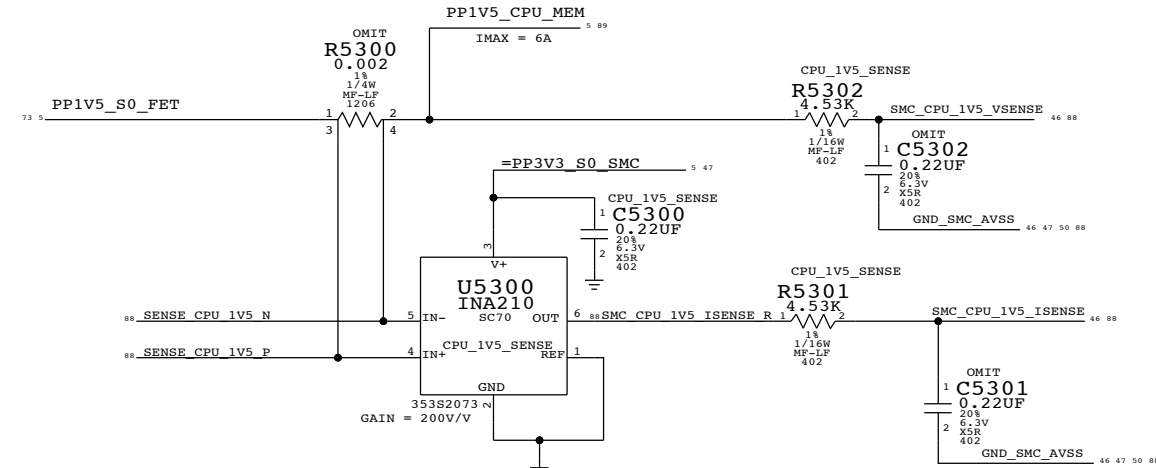 PP1V5_CPU_MEM
5 89
IMAX = 6A
OMIT
R5300
0.002
1%
1/4W
MF-LF
1206
PP1V5_S0_FET
73 5
1
2
3
4
CPU_1V5_SENSE
R5302
4.53K
1
2
1%
1/16W
MF-LF
402
SMC_CPU_1V5_VSENSE
46 88
OMIT
1
C5302
0.22UF
20%
6.3V
2
X5R
402
GND_SMC_AVSS
46 47 50 88
=PP3V3_S0_SMC
5 47
CPU_1V5_SENSE
1
C5300
0.22UF
20%
6.3V
2
X5R
402
3
V+
U5300
INA210
SC70
88
SENSE_CPU_1V5_N
5
IN-
OUT
6
88
SMC_CPU_1V5_ISENSE_R
CPU_1V5_SENSE
R5301
4.53K
1
2
1%
1/16W
MF-LF
402
SMC_CPU_1V5_ISENSE
46 88
CPU_1V5_SENSE
88
SENSE_CPU_1V5_P
4
IN+
REF
1
GND
353S2073
2
GAIN = 200V/V
OMIT
1
C5301
0.22UF
20%
6.3V
2
X5R
402
GND_SMC_AVSS
46 47 50 88